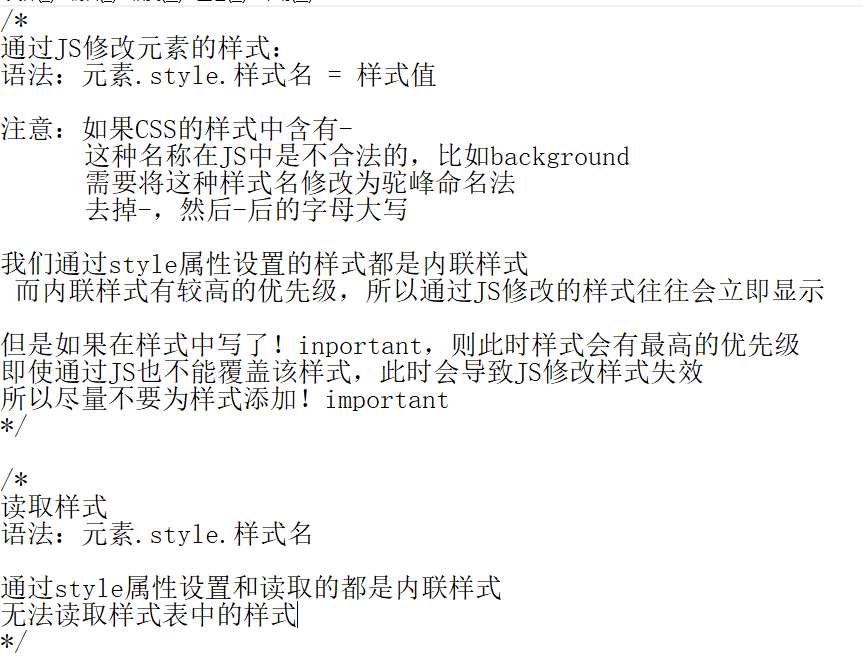 /*
通过JS修改元素的样式：
语法：元素.style.样式名 = 样式值
注意：如果CSS的样式中含有-
这种名称在JS中是不合法的，比如background
需要将这种样式名修改为驼峰命名法
去掉-，然后-后的字母大写
我们通过style属性设置的样式都是内联样式
而内联样式有较高的优先级，所以通过JS修改的样式往往会立即显示
但是如果在样式中写了！inportant，则此时样式会有最高的优先级
即使通过JS也不能覆盖该样式，此时会导致JS修改样式失效
所以尽量不要为样式添加！important
*/
/*
读取样式
语法：元素.style.样式名
通过style属性设置和读取的都是内联样式
无法读取样式表中的样式
*/